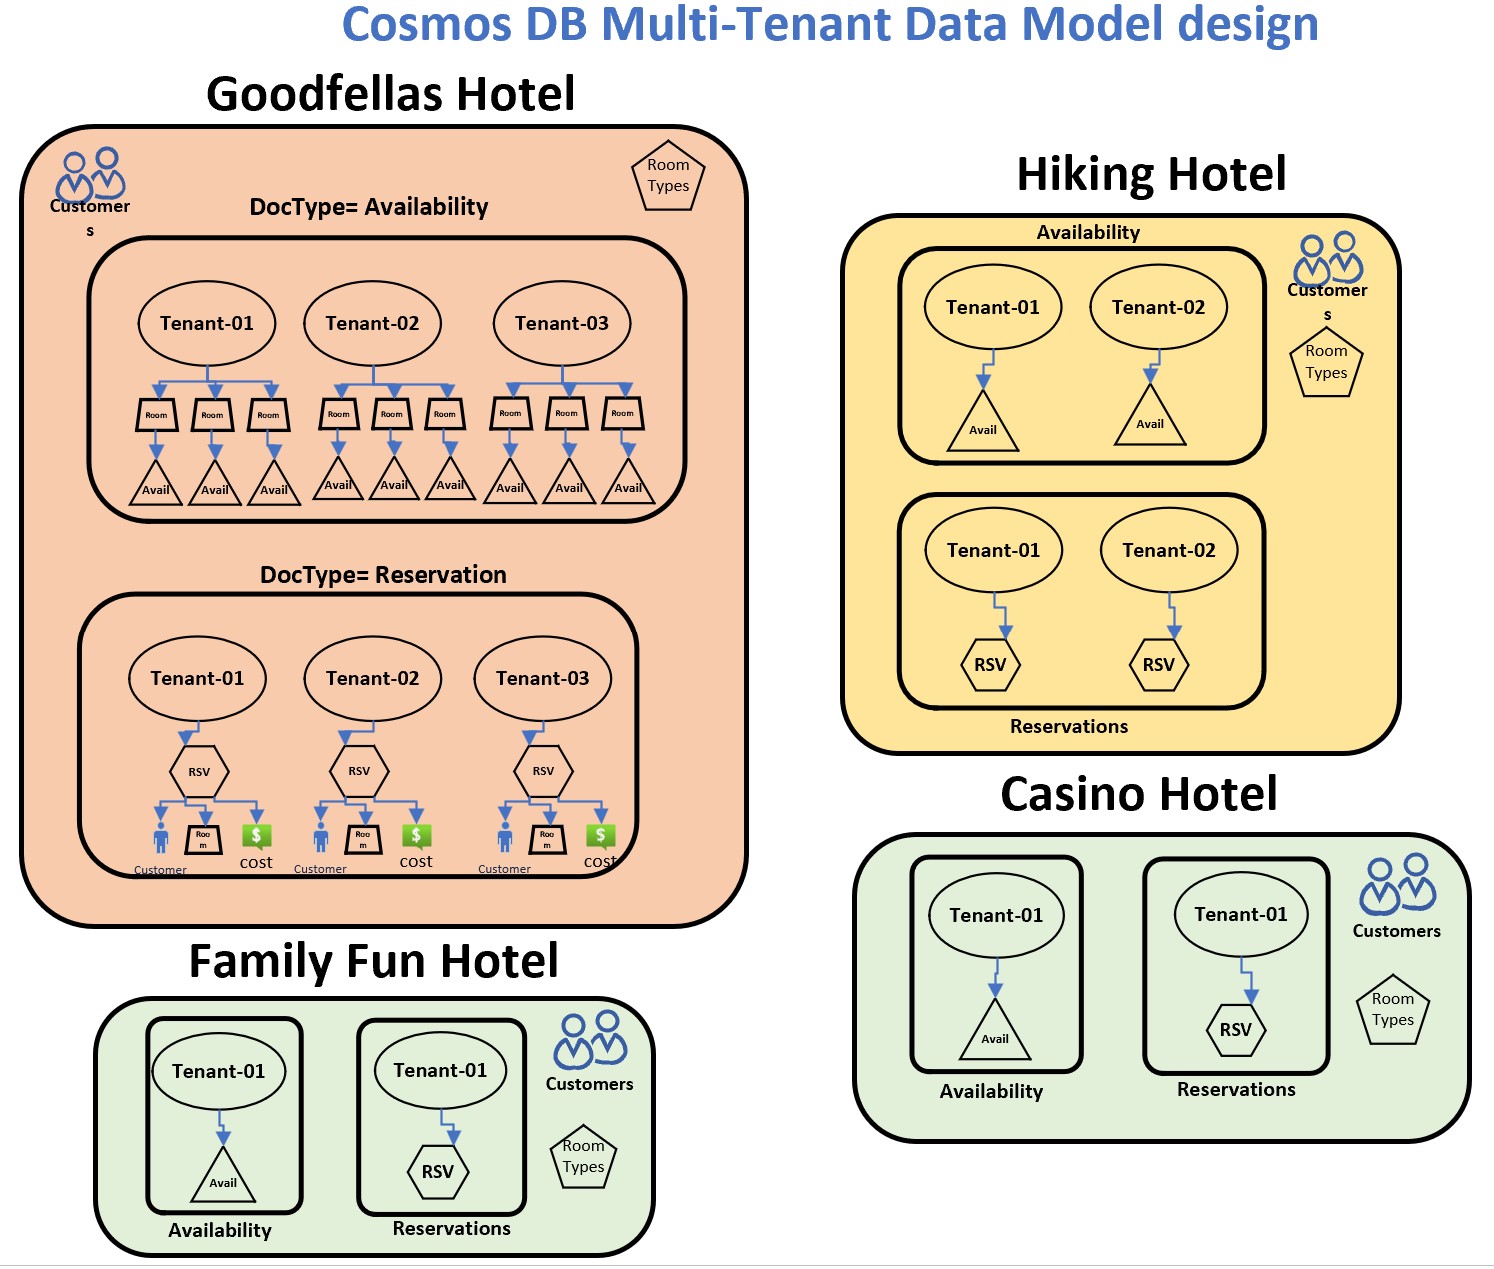 Cosmos DB Multi-Tenant Data Model design
Goodfellas Hotel
Customer
s
Room
Types
DocType= Availability
Tenant-01
Tenant-02
Tenant-03
Room
Room
Room
Room
Room
Room
Room
Room
Room
Avail
Avail
Avail
Avail
Avail
Avail
Avail
Avail
Avail
DocType= Reservation
Tenant-01
Tenant-02
Tenant-03
RSV
RSV
RSV
Customer
Roo
m
$
cost
Customer
Roo
m
$
cost
Customer
Roo
m
$
cost
Hiking Hotel
Availability
Customer
s
Room
Types
Tenant-01
Tenant-02
Avail
Avail
Tenant-01
Tenant-02
RSV
RSV
Reservations
Family Fun Hotel
Tenant-01
Avail
Availability
Tenant-01
RSV
Reservations
Customers
Room
Types
Casino Hotel
Tenant-01
Avail
Availability
Tenant-01
RSV
Reservations
Customers
Room
Types